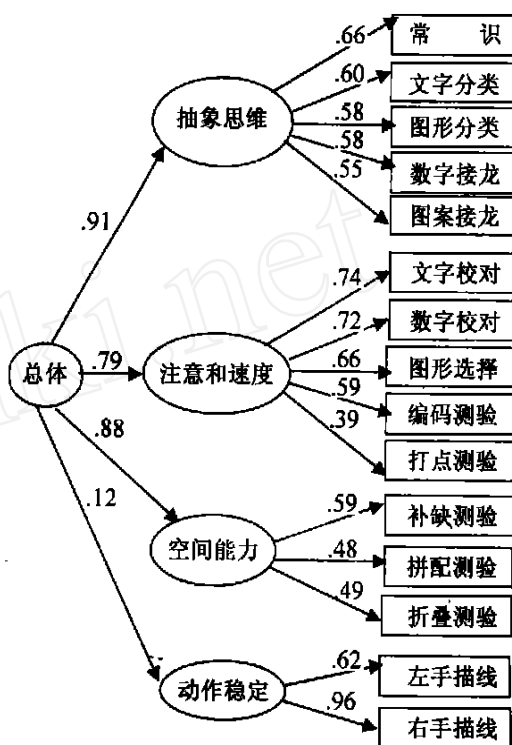 .66 常 识
.60 文字分类
抽象思维 .58 图形分类
.58 数字接龙
.55 图案接龙
.91
.74 文字校对
.72 数字校对
总体 .79 注意和速度 .66 图形选择
.59 编码测验
.39 打点测验
.88
.12
.59 补缺测验
空间能力 .48 拼配测验
.49 折叠测验
.62 左手描线
动作稳定
.96 右手描线